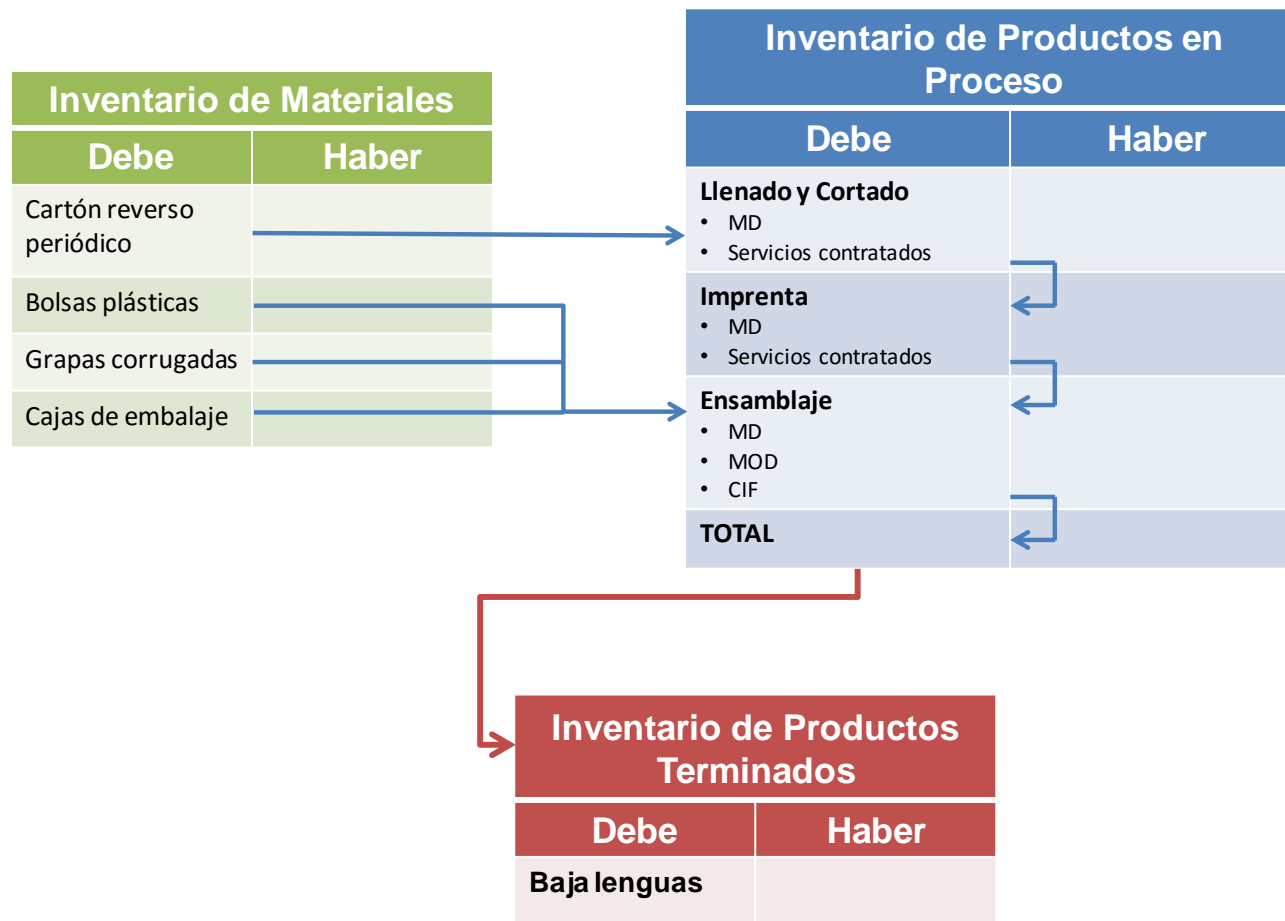 Inventario de Materiales
Debe
Haber
Cartón reverso
periódico
Bolsas plásticas
Grapas corrugadas
Cajas de embalaje
Inventario de Productos en
Proceso
Debe
Haber
Llenado y Cortado
• MD
• Servicios contratados
Imprenta
• MD
• Servicios contratados
Ensamblaje
• MD
• MOD
• CIF
TOTAL
Inventario de Productos
Terminados
Debe
Haber
Baja lenguas